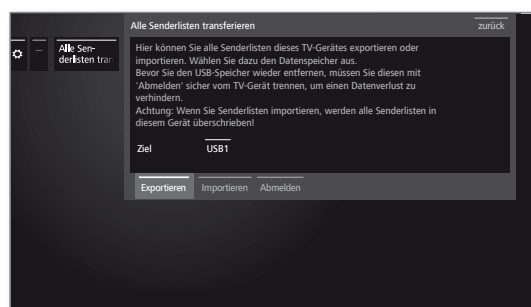 Alle Senderlisten transferieren
zurück
...
Alle Sen-
derlisten tran
Hier können Sie alle Senderlisten dieses TV-Gerätes exportieren oder
importieren. Wählen Sie dazu den Datenspeicher aus.
Bevor Sie den USB-Speicher wieder entfernen, müssen Sie diesen mit
'Abmelden' sicher vom TV-Gerät trennen, um einen Datenverlust zu
verhindern.
Achtung: Wenn Sie Senderlisten importieren, werden alle Senderlisten in
diesem Gerät überschrieben!
Ziel USB1
Exportieren Importieren Abmelden